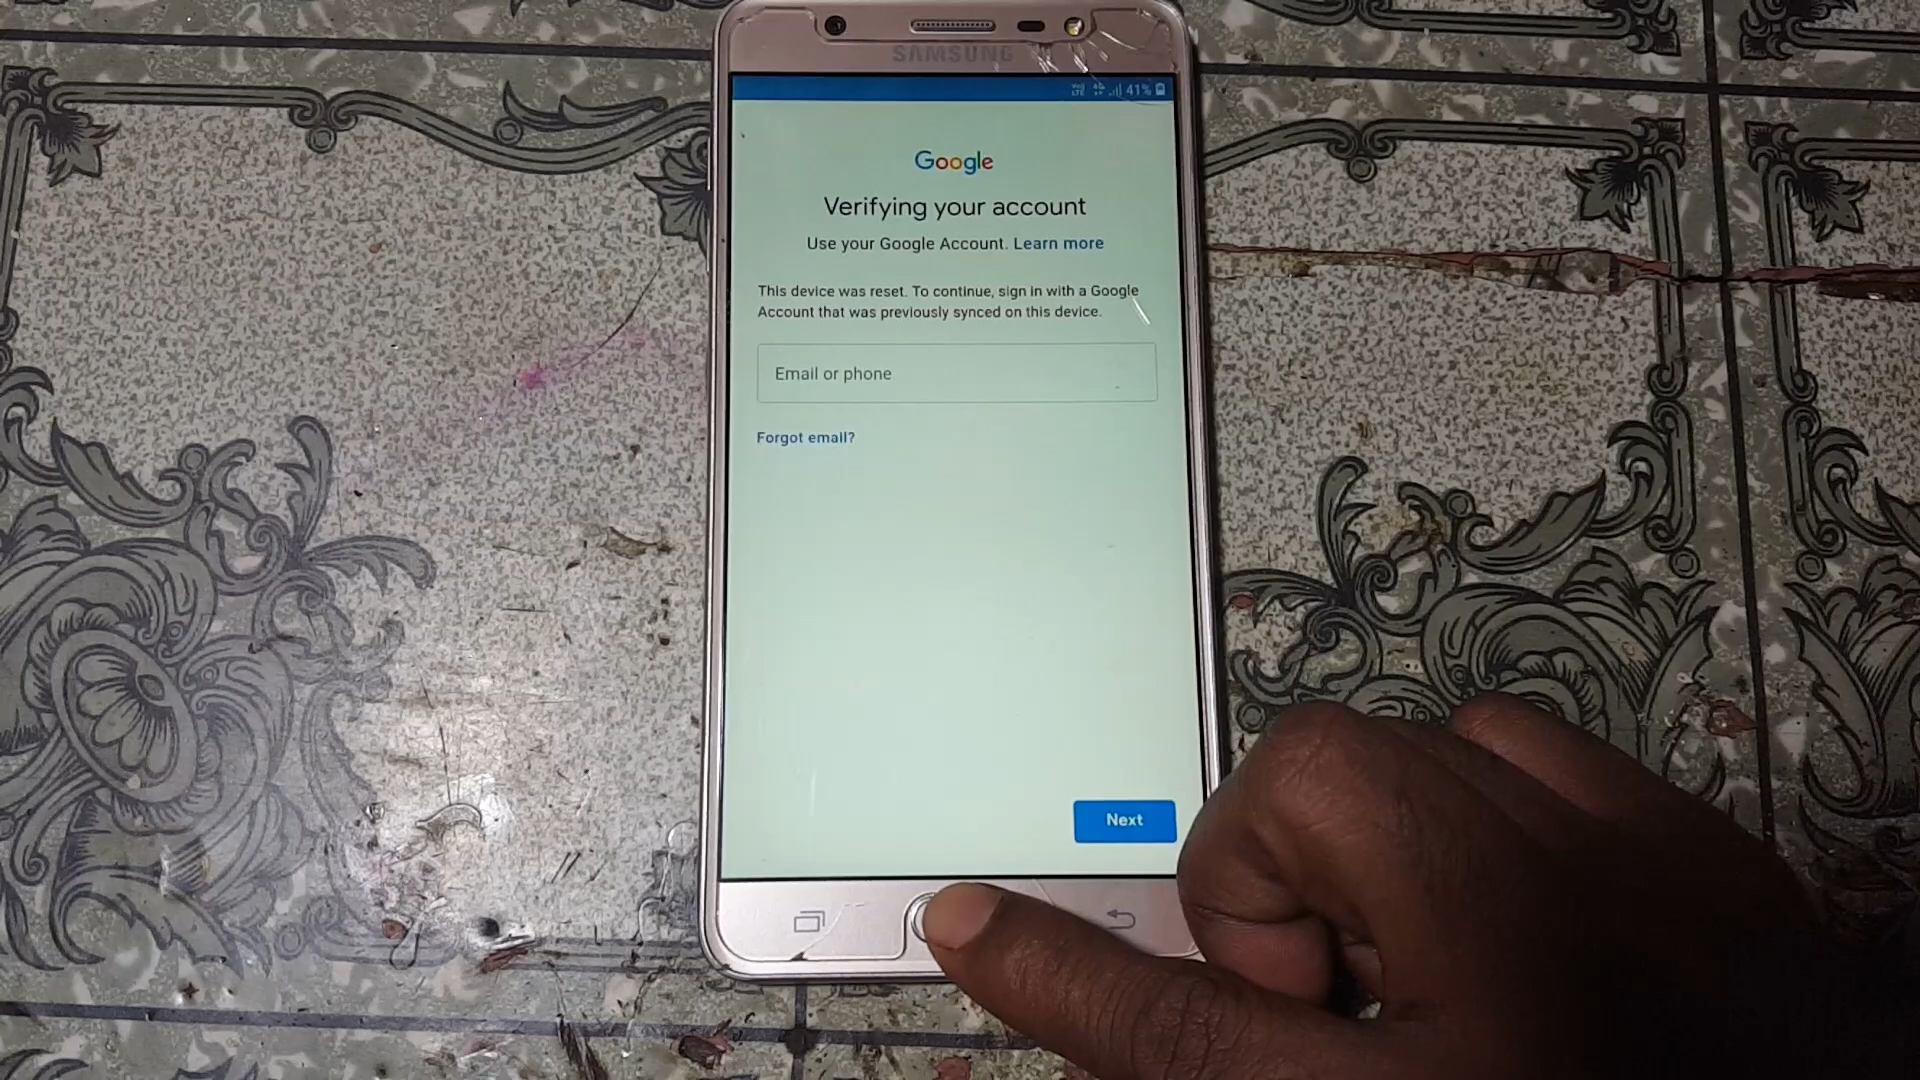 SAMSUNG
41%
Google
Verifying your account
Use your Google Account. Learn more
This device was reset. To continue, sign in with a Google
Account that was previously synced on this device.
Email or phone
Forgot email?
Next